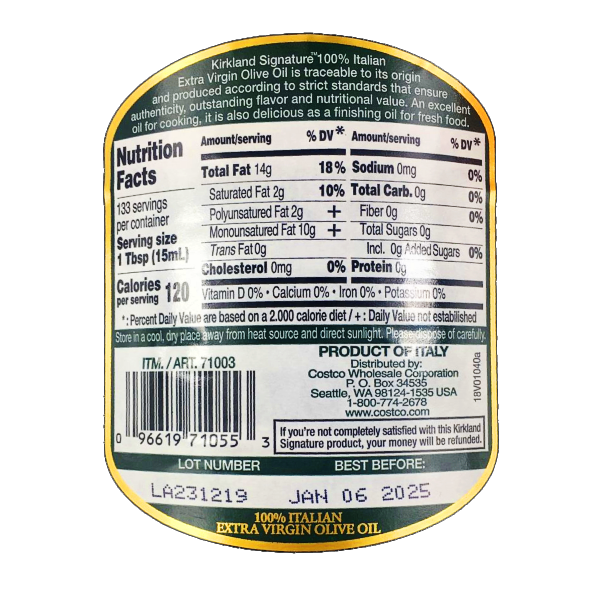 Kirkland Signature™ 100% Italian
Extra Virgin Olive Oil is traceable to its origin
and produced according to strict standards that ensure
authenticity, outstanding flavor and nutritional value. An excellent
oil for cooking, it is also delicious as a finishing oil for fresh food.
Nutrition
Facts
133 servings
per container
Serving size
1 Tbsp (15mL)
Calories
per serving 120
Amount/serving % DV*
Total Fat 14g 18%
Saturated Fat 2g 10%
Polyunsatured Fat 2g +
Monounsatured Fat 10g +
Trans Fat 0g
Cholesterol 0mg 0%
Amount/serving % DV*
Sodium 0mg 0%
Total Carb. 0g 0%
Fiber 0g 0%
Total Sugars 0g
Incl. 0g Added Sugars 0%
Protein 0g
Vitamin D 0% • Calcium 0% • Iron 0% • Potassium 0%
*: Percent Daily Value are based on a 2.000 calorie diet / +: Daily Value not established
Store in a cool, dry place away from heat source and direct sunlight. Please dispose of carefully.
ITM. / ART. 71003
0 96619 71055 3
PRODUCT OF ITALY
Distributed by:
Costco Wholesale Corporation
P. O. Box 34535
Seattle, WA 98124-1535 USA
1-800-774-2678
www.costco.com
18V01040a
If you're not completely satisfied with this Kirkland
Signature product, your money will be refunded.
LOT NUMBER BEST BEFORE:
LA231219 JAN 06 2025
100% ITALIAN
EXTRA VIRGIN OLIVE OIL